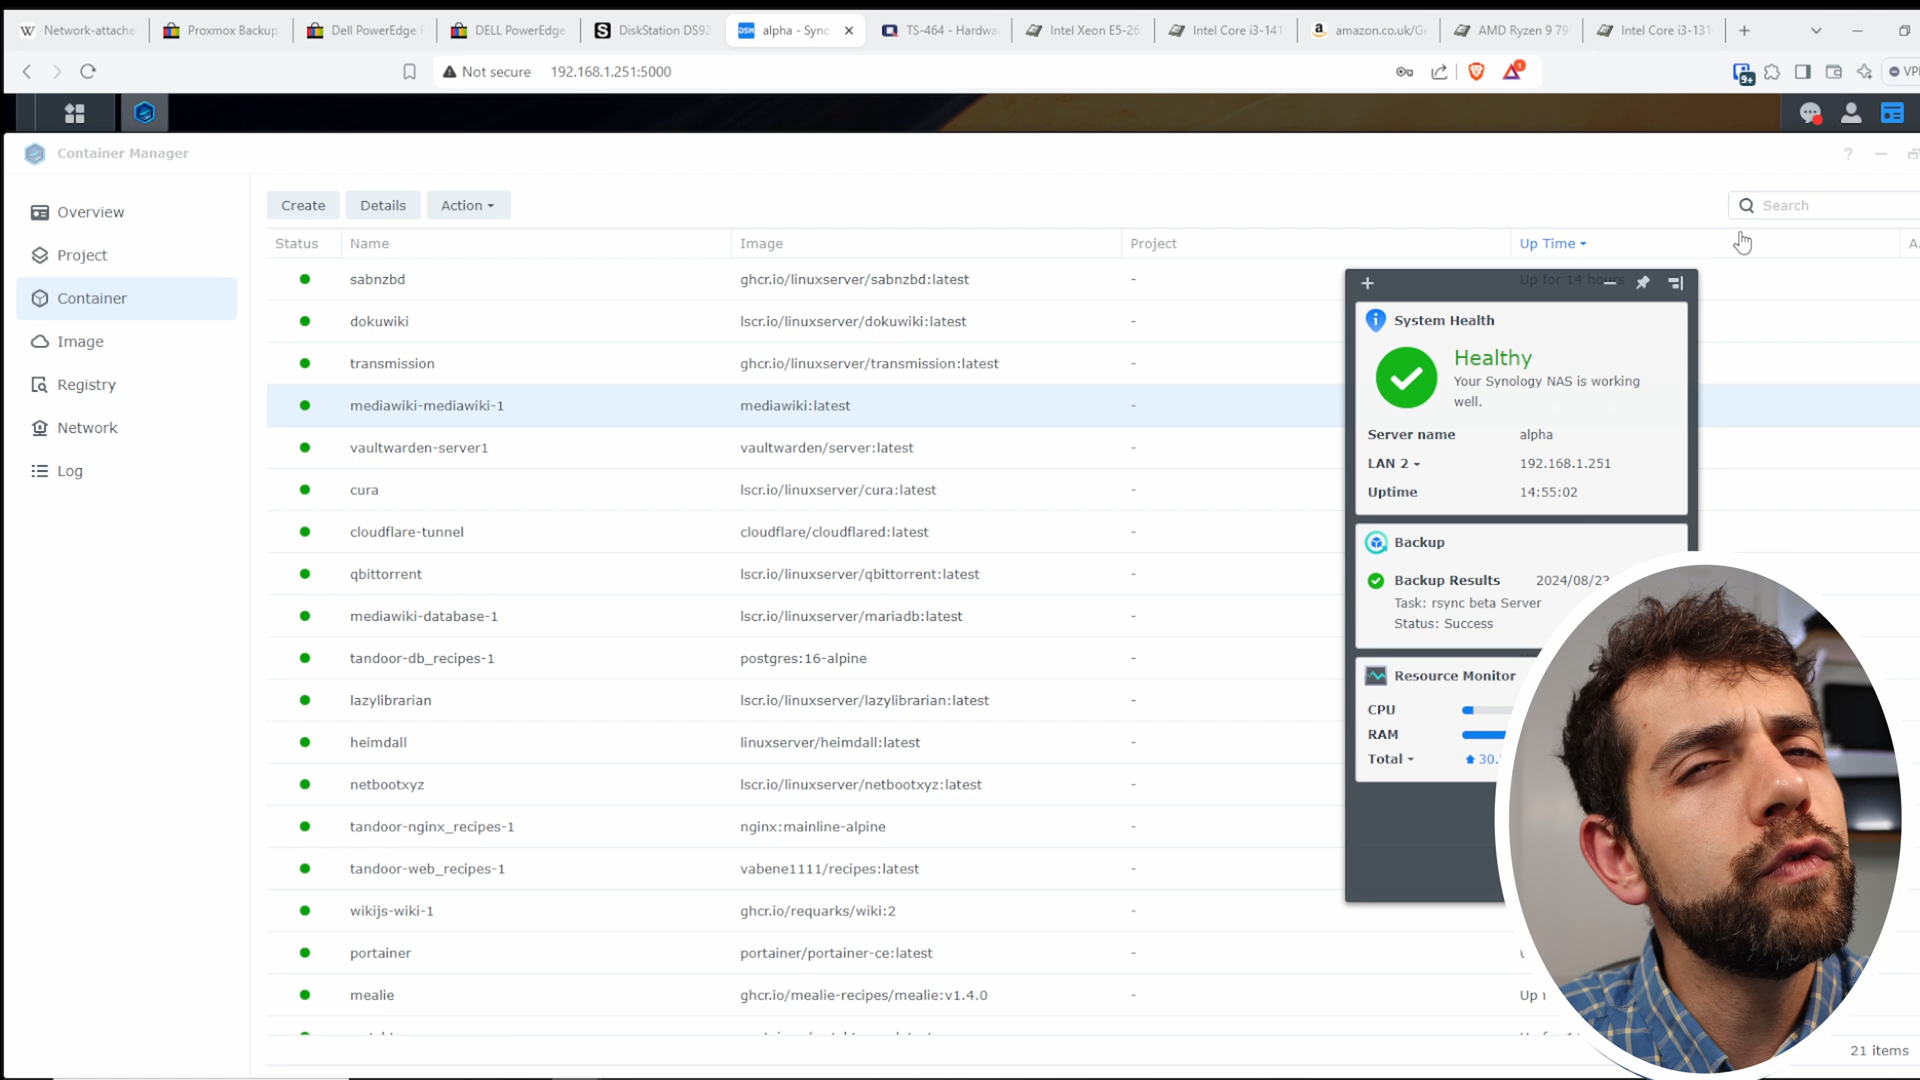 Network-attache
Proxmox Backup
Dell PowerEdge
DELL PowerEdge
DiskStation DS92
alpha - Syno
TS-464 - Hardwa
Intel Xeon E5-26
Intel Core i3-141
amazon.co.uk/Ge
AMD Ryzen 9 79
Intel Core i3-131
Not secure
192.168.1.251:5000
9+
1
VP
DSM
Container Manager
Overview
Project
Container
Image
Registry
Network
Log
Create
Details
Action
Search
Status
Name
Image
Project
Up Time
A
sabnzbd
ghcr.io/linuxserver/sabnzbd:latest
-
Up for 14 hours
dokuwiki
lscr.io/linuxserver/dokuwiki:latest
-
transmission
ghcr.io/linuxserver/transmission:latest
-
mediawiki-mediawiki-1
mediawiki:latest
-
vaultwarden-server1
vaultwarden/server:latest
-
cura
lscr.io/linuxserver/cura:latest
-
cloudflare-tunnel
cloudflare/cloudflared:latest
-
qbittorrent
lscr.io/linuxserver/qbittorrent:latest
-
mediawiki-database-1
lscr.io/linuxserver/mariadb:latest
-
tandoor-db_recipes-1
postgres:16-alpine
-
lazylibrarian
lscr.io/linuxserver/lazylibrarian:latest
-
heimdall
linuxserver/heimdall:latest
-
netbootxyz
lscr.io/linuxserver/netbootxyz:latest
-
tandoor-nginx_recipes-1
nginx:mainline-alpine
-
tandoor-web_recipes-1
vabene1111/recipes:latest
-
wikijs-wiki-1
ghcr.io/requarks/wiki:2
-
portainer
portainer/portainer-ce:latest
-
mealie
ghcr.io/mealie-recipes/mealie:v1.4.0
-
Up
21 items
System Health
Healthy
Your Synology NAS is working
well.
Server name
alpha
LAN 2
192.168.1.251
Uptime
14:55:02
Backup
Backup Results
2024/08/23
Task: rsync beta Server
Status: Success
Resource Monitor
CPU
RAM
Total
30.